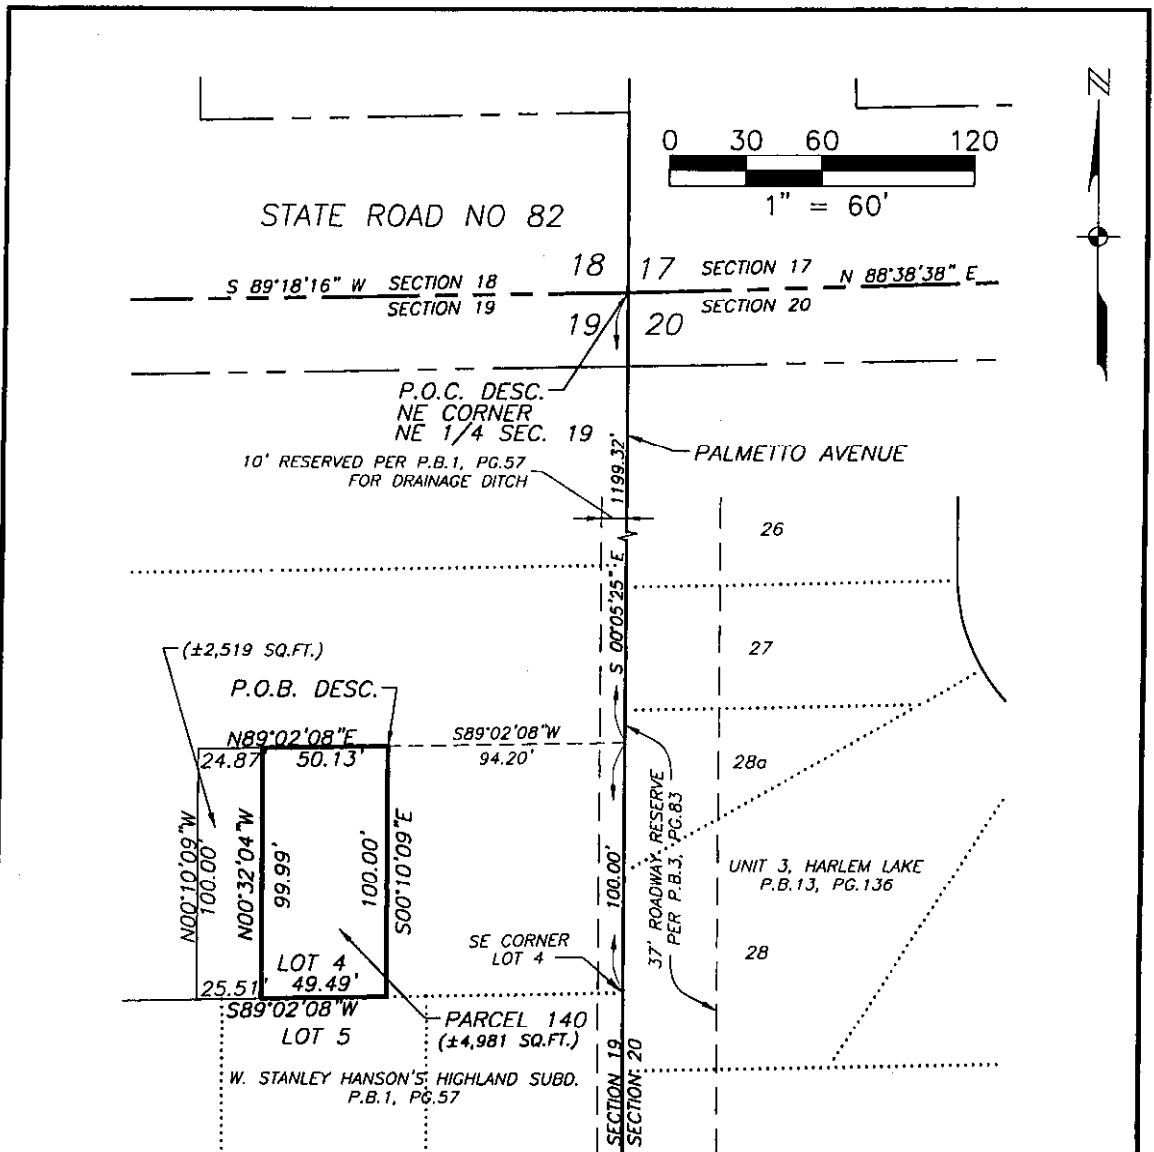 N
0 30 60 120
1" = 60'
STATE ROAD NO 82
18 17
S 89°18'16" W SECTION 18
SECTION 17 N 88°38'38" E
SECTION 19
SECTION 20
19 20
P.O.C. DESC.
NE CORNER
NE 1/4 SEC. 19
1199.32'
PALMETTO AVENUE
10' RESERVED PER P.B.1, PG.57
FOR DRAINAGE DITCH
26
S 00°05'25" E
27
(±2,519 SQ.FT.)
P.O.B. DESC.
N89°02'08"E
S89°02'08"W
24.87' 50.13'
94.20'
28a
37' ROADWAY RESERVE
PER P.B.3, PG.83
N00°10'09"W
100.00'
N00°32'04"W
99.99'
100.00'
S00°10'09"E
100.00'
UNIT 3, HARLEM LAKE
P.B.13, PG.136
SE CORNER
LOT 4
28
LOT 4
25.51' 49.49'
S89°02'08"W
LOT 5
PARCEL 140
(±4,981 SQ.FT.)
W. STANLEY HANSON'S HIGHLAND SUBD.
P.B.1, PG.57
SECTION 19
SECTION 20